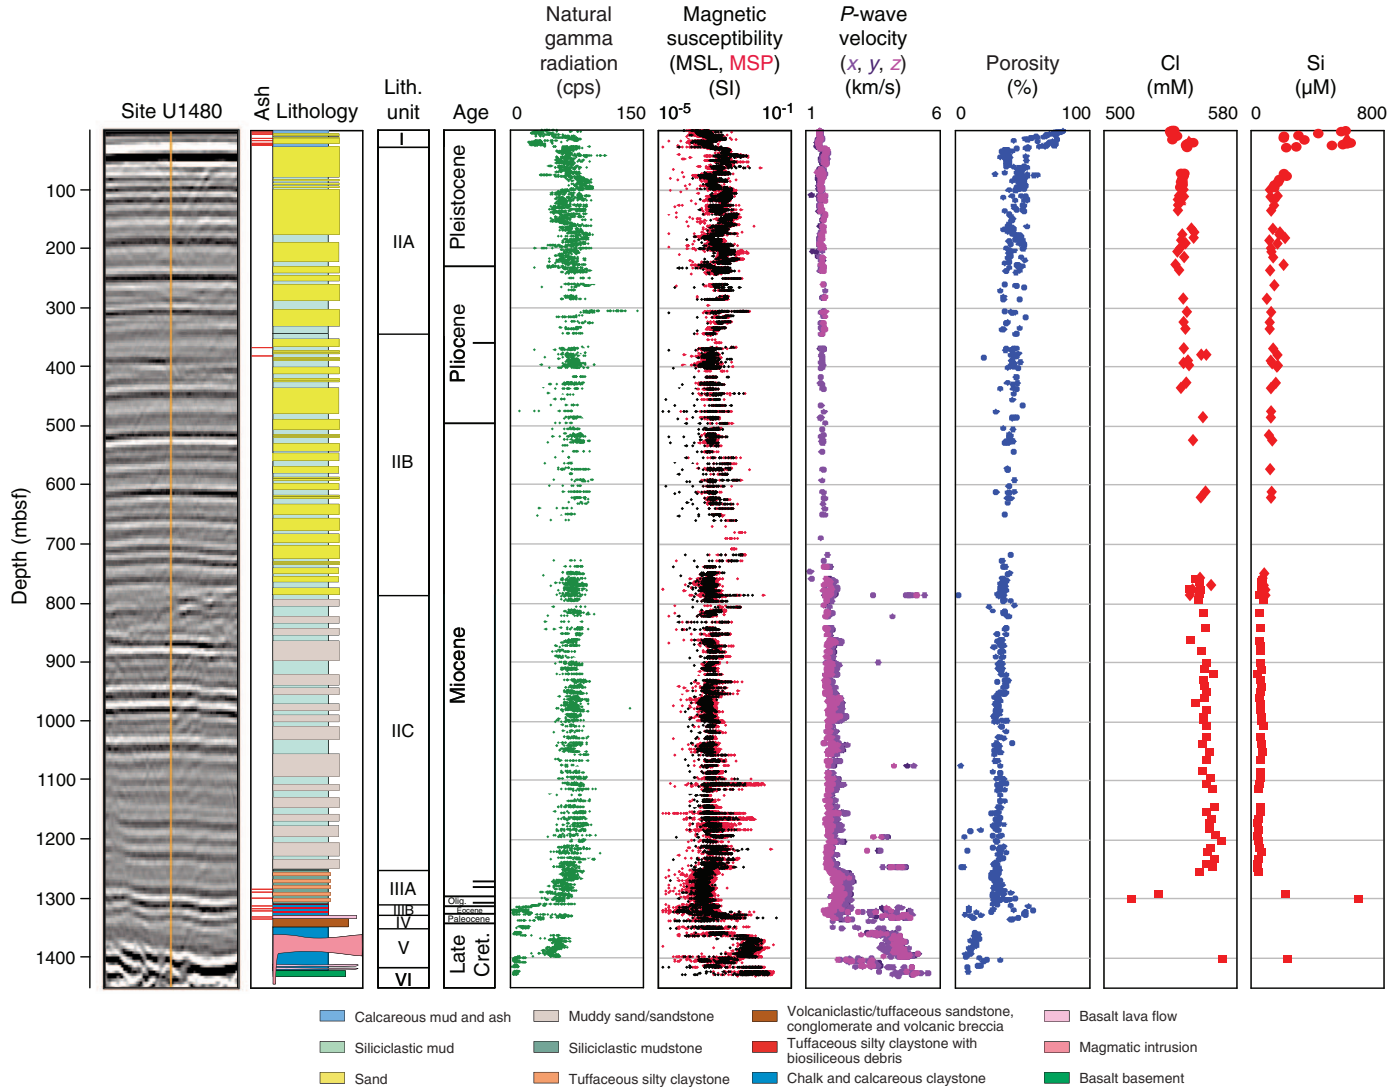 Natural
gamma
radiation
(cps)
Magnetic
susceptibility
(MSL, MSP)
(SI)
P-wave
velocity
(x, y, z)
(km/s)
Porosity
(%)
Cl
(mM)
Si
(µM)
Site U1480
Ash
Lithology
Lith.
unit
Age
0 150
10-5 10-1
1 6
0 100
500 580
0 800
Depth (mbsf)
100
200
300
400
500
600
700
800
900
1000
1100
1200
1300
1400
I
IIA
IIB
IIC
IIIA
IIIB
IV
V
VI
Pleistocene
Pliocene
Miocene
Olig.
Eocene
Paleocene
Late
Cret.
Calcareous mud and ash
Siliciclastic mud
Sand
Muddy sand/sandstone
Siliciclastic mudstone
Tuffaceous silty claystone
Volcaniclastic/tuffaceous sandstone,
conglomerate and volcanic breccia
Tuffaceous silty claystone with
biosiliceous debris
Chalk and calcareous claystone
Basalt lava flow
Magmatic intrusion
Basalt basement